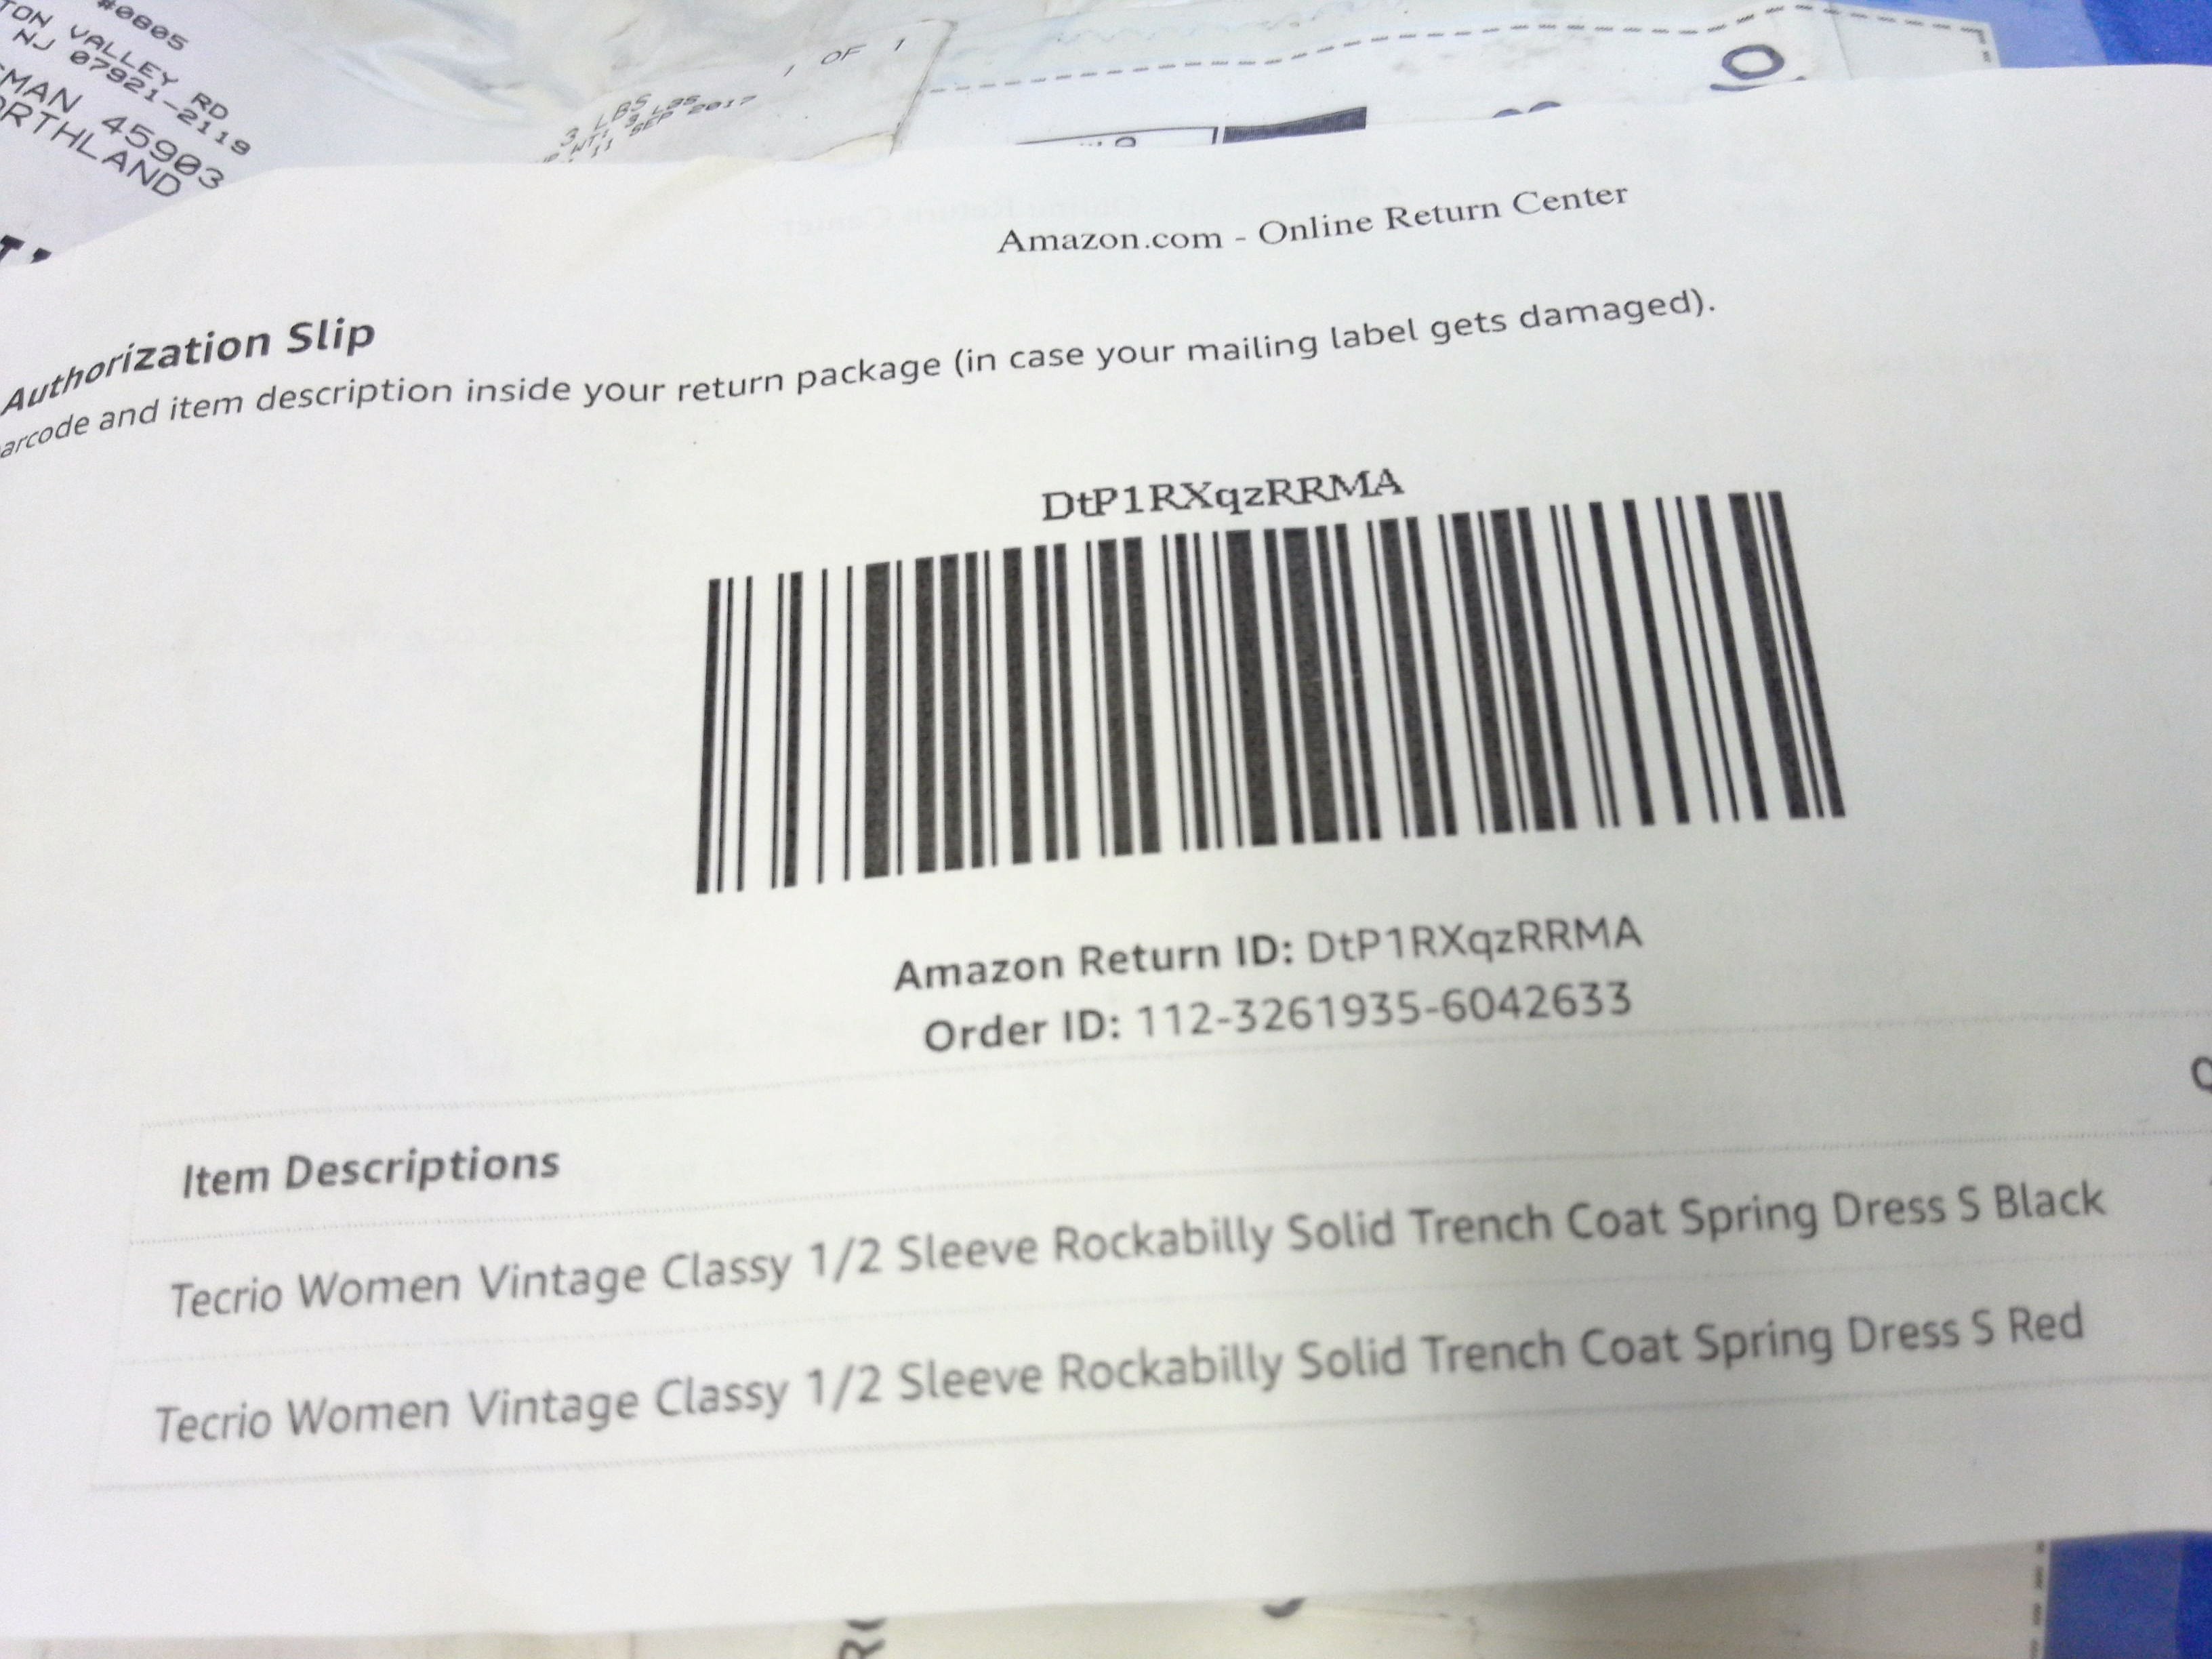 #0805
TON VALLEY RD
NJ 07921-2119
MAN 45903
ORTHLAND
1 OF 1
3 LBS
SEP 2017
Amazon.com - Online Return Center
Authorization Slip
arcode and item description inside your return package (in case your mailing label gets damaged).
DtP1RXqzRRMA
Amazon Return ID: DtP1RXqzRRMA
Order ID: 112-3261935-6042633
Item Descriptions
Tecrio Women Vintage Classy 1/2 Sleeve Rockabilly Solid Trench Coat Spring Dress S Black
Tecrio Women Vintage Classy 1/2 Sleeve Rockabilly Solid Trench Coat Spring Dress S Red